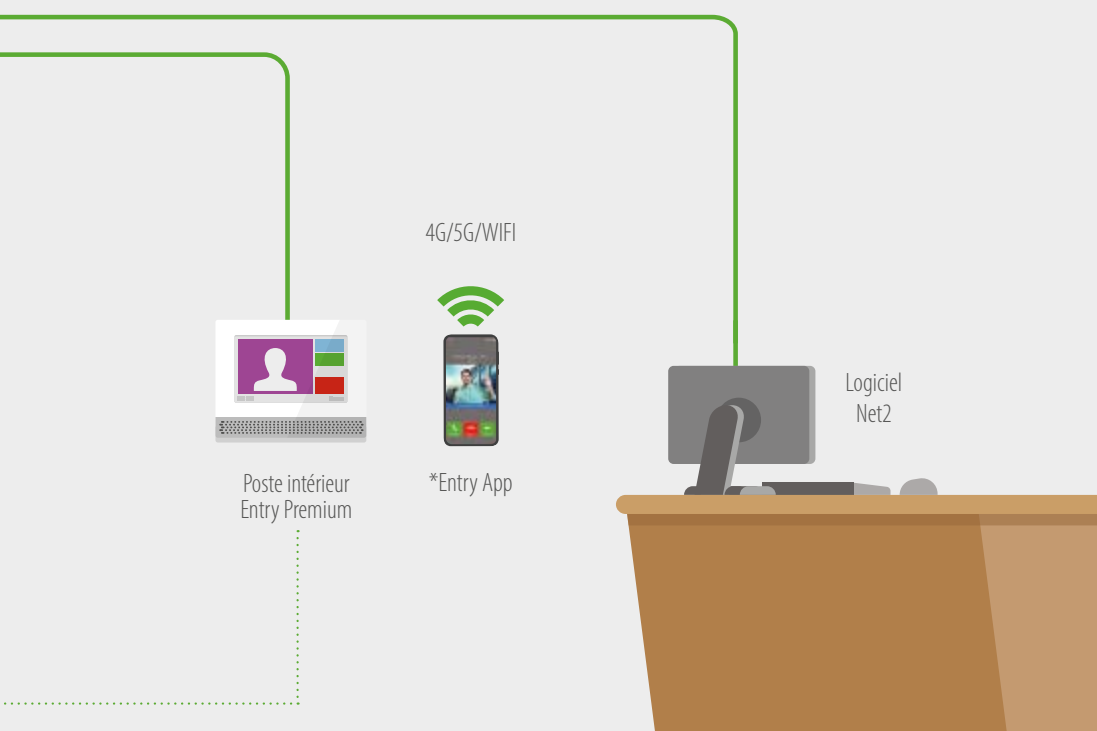 4G/5G/WIFI
Logiciel
Net2
Poste intérieur
Entry Premium
*Entry App